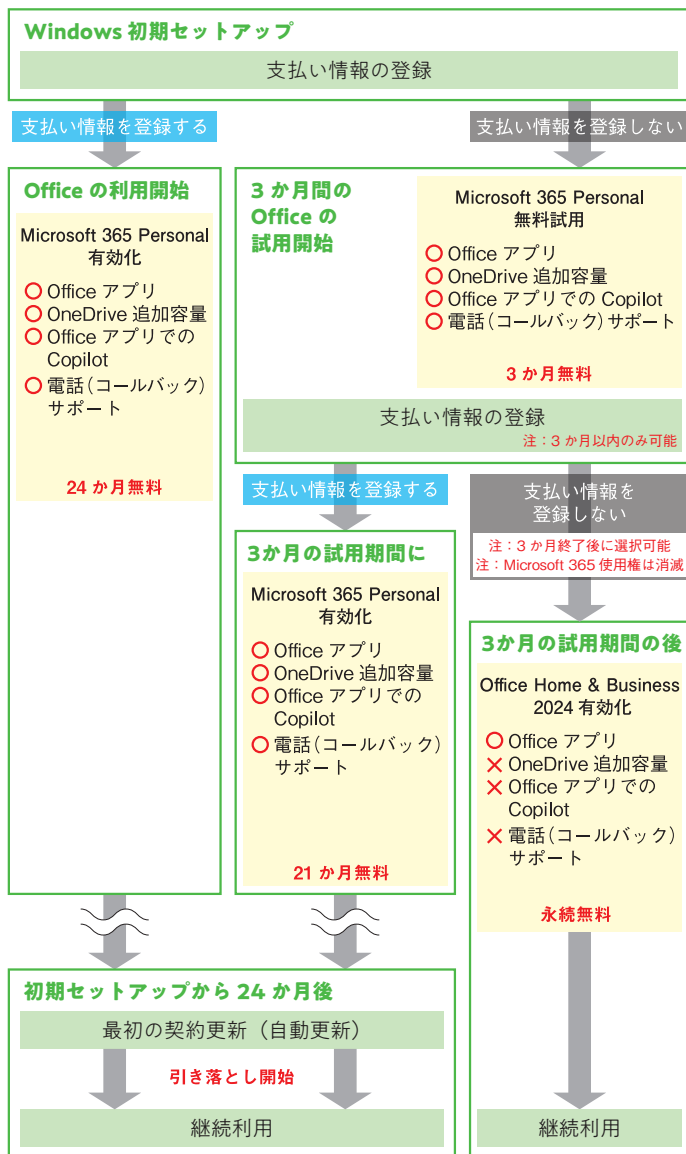 Windows 初期セットアップ
支払い情報の登録
支払い情報を登録する
支払い情報を登録しない
Office の利用開始
Microsoft 365 Personal
有効化
○ Office アプリ
○ OneDrive 追加容量
○ Office アプリでの
Copilot
○ 電話(コールバック)
サポート
24 か月無料
3 か月間の
Office の
試用開始
Microsoft 365 Personal
無料試用
○ Office アプリ
○ OneDrive 追加容量
○ Office アプリでの Copilot
○ 電話(コールバック)サポート
3 か月無料
支払い情報の登録
注:3 か月以内のみ可能
支払い情報を登録する
支払い情報を
登録しない
注:3 か月終了後に選択可能
注:Microsoft 365 使用権は消滅
3か月の試用期間に
Microsoft 365 Personal
有効化
○ Office アプリ
○ OneDrive 追加容量
○ Office アプリでの
Copilot
○ 電話(コールバック)
サポート
21 か月無料
3か月の試用期間の後
Office Home & Business
2024 有効化
○ Office アプリ
× OneDrive 追加容量
× Office アプリでの
Copilot
× 電話(コールバック)
サポート
永続無料
初期セットアップから 24 か月後
最初の契約更新(自動更新)
引き落とし開始
継続利用
継続利用